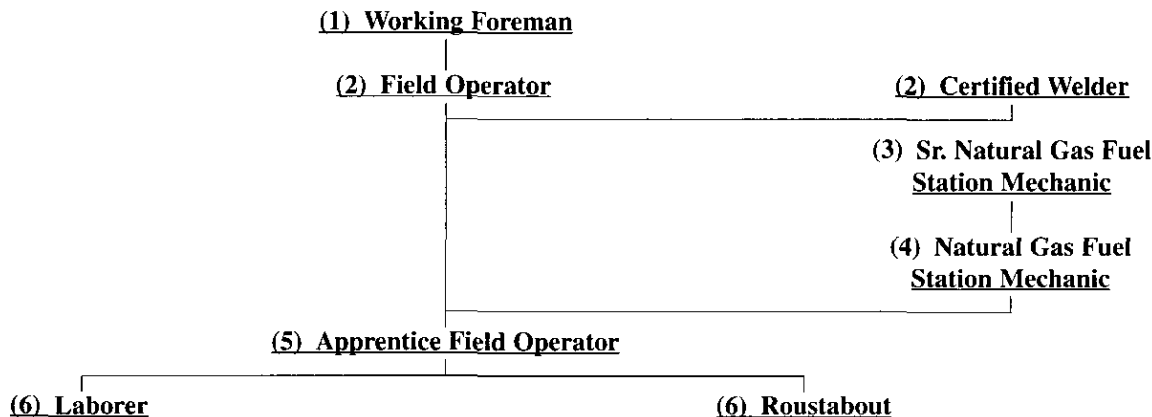 (1) Working Foreman
(2) Field Operator
(2) Certified Welder
(3) Sr. Natural Gas Fuel
Station Mechanic
(4) Natural Gas Fuel
Station Mechanic
(5) Apprentice Field Operator
(6) Laborer
(6) Roustabout